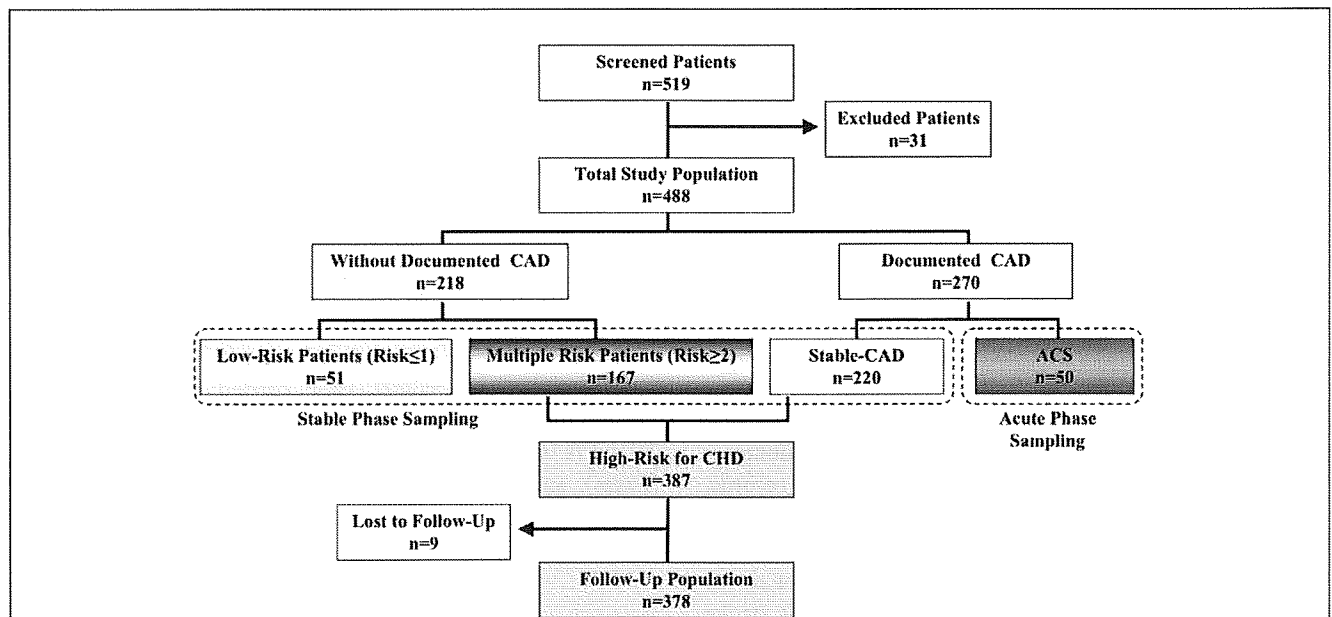 Screened Patients
n=519
Excluded Patients
n=31
Total Study Population
n=488
Without Documented CAD
n=218
Documented CAD
n=270
Low-Risk Patients (Risk≤1)
n=51
Multiple Risk Patients (Risk≥2)
n=167
Stable-CAD
n=220
ACS
n=50
Stable Phase Sampling
Acute Phase
Sampling
High-Risk for CHD
n=387
Lost to Follow-Up
n=9
Follow-Up Population
n=378